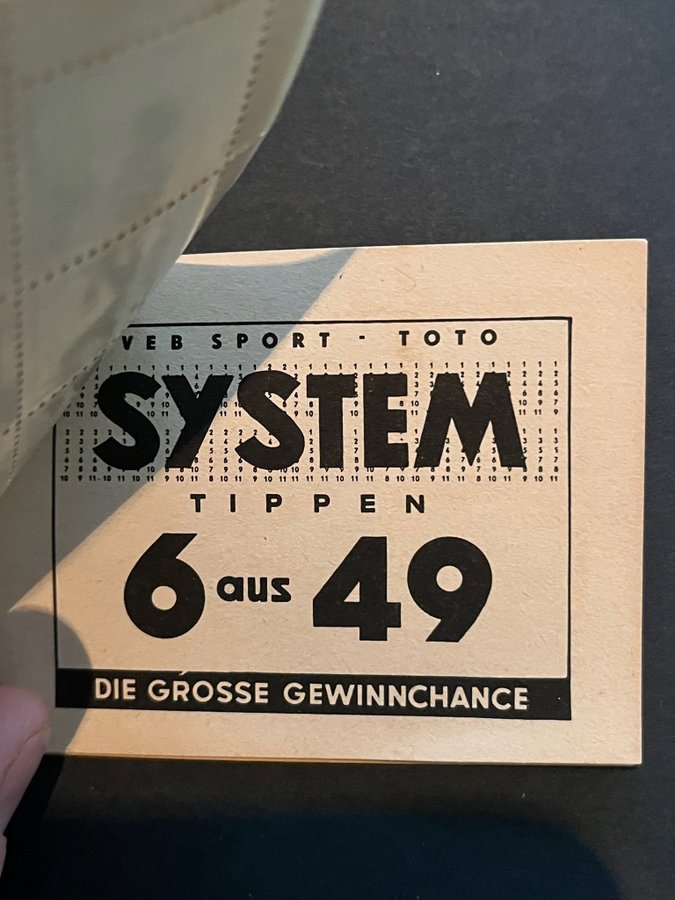 VEB SPORT - TOTO
SYSTEM
TIPPEN
6 aus 49
DIE GROSSE GEWINNCHANCE